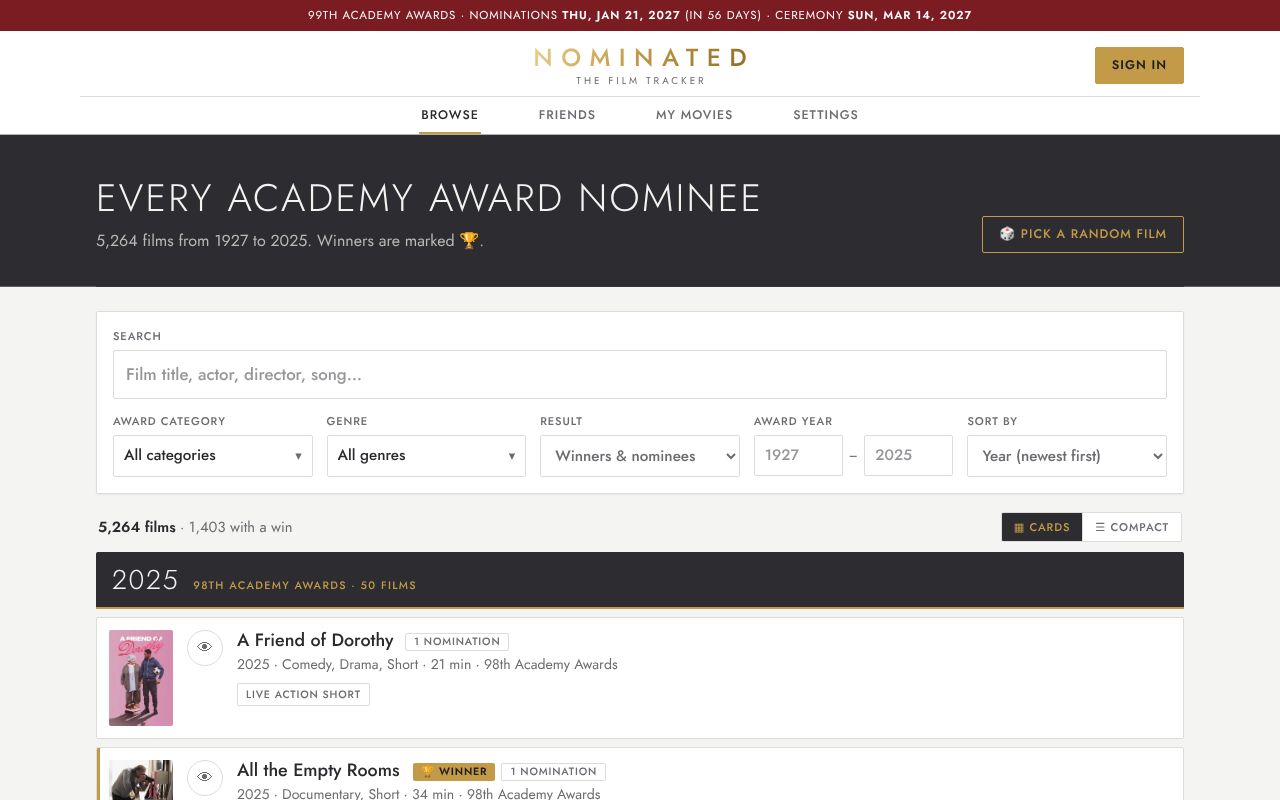 99TH ACADEMY AWARDS · NOMINATIONS THU, JAN 21, 2027 (IN 56 DAYS) · CEREMONY SUN, MAR 14, 2027
NOMINATED
THE FILM TRACKER
SIGN IN
BROWSE FRIENDS MY MOVIES SETTINGS
EVERY ACADEMY AWARD NOMINEE
5,264 films from 1927 to 2025. Winners are marked 🏆.
🎲 PICK A RANDOM FILM
SEARCH
Film title, actor, director, song...
AWARD CATEGORY GENRE RESULT AWARD YEAR SORT BY
All categories ▾ All genres ▾ Winners & nominees 1927 – 2025 Year (newest first)
5,264 films · 1,403 with a win
▦ CARDS ☰ COMPACT
2025 98TH ACADEMY AWARDS · 50 FILMS
A FRIEND OF
Dorothy
A Friend of Dorothy 1 NOMINATION
2025 · Comedy, Drama, Short · 21 min · 98th Academy Awards
LIVE ACTION SHORT
All the Empty Rooms 🏆 WINNER 1 NOMINATION
2025 · Documentary, Short · 34 min · 98th Academy Awards